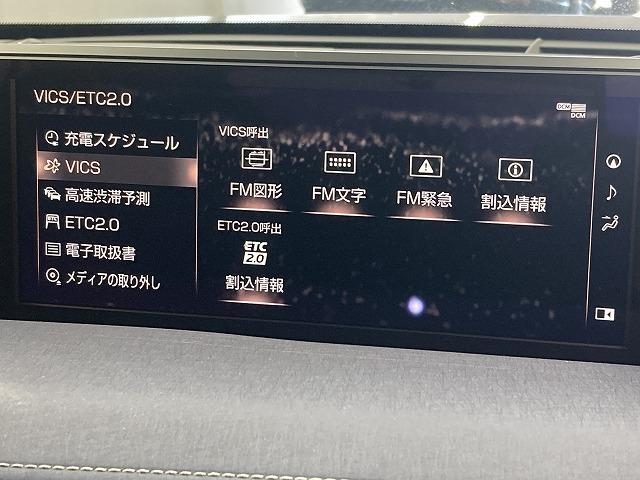 VICS/ETC2.0
DCM
DCM
充電スケジュール
VICS
高速渋滞予測
ETC2.0
電子取扱書
メディアの取り外し
VICS呼出
FM図形
FM文字
FM緊急
割込情報
ETC2.0呼出
ETC
2.0
割込情報